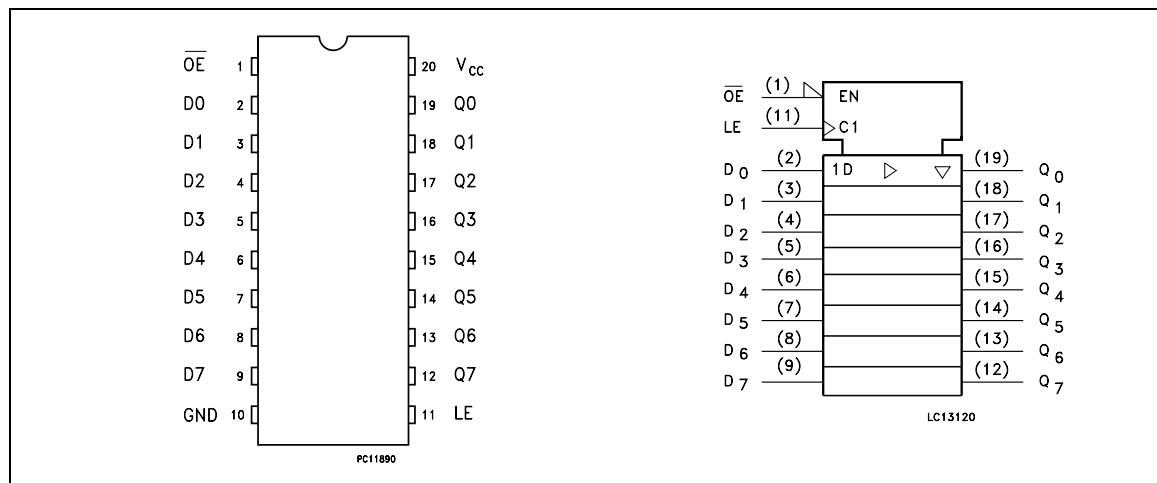 OE 1 20 VCC
D0 2 19 Q0
D1 3 18 Q1
D2 4 17 Q2
D3 5 16 Q3
D4 6 15 Q4
D5 7 14 Q5
D6 8 13 Q6
D7 9 12 Q7
GND 10 11 LE
PC11890
OE (1) EN
LE (11) C1
D0 (2) 1D (19) Q0
D1 (3) (18) Q1
D2 (4) (17) Q2
D3 (5) (16) Q3
D4 (6) (15) Q4
D5 (7) (14) Q5
D6 (8) (13) Q6
D7 (9) (12) Q7
LC13120